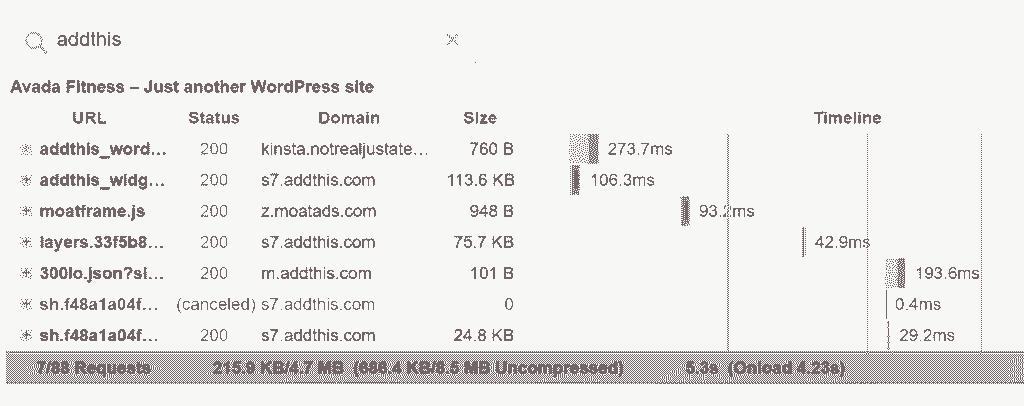 addthis
Avada Fitness – Just another WordPress site
URL Status Domain Size Timeline
addthis_word… 200 kinsta.notrealjustate… 760 B 273.7ms
addthis_widg… 200 s7.addthis.com 113.6 KB 106.3ms
moatframe.js 200 z.moatads.com 948 B 93.2ms
layers.33f5b8… 200 s7.addthis.com 75.7 KB 42.9ms
300lo.json?si… 200 m.addthis.com 101 B 193.6ms
sh.f48a1a04f… (canceled) s7.addthis.com 0 0.4ms
sh.f48a1a04f… 200 s7.addthis.com 24.8 KB 29.2ms
7/88 Requests 215.9 KB/4.7 MB (686.4 KB/8.5 MB Uncompressed) 5.3s (Onload 4.23s)